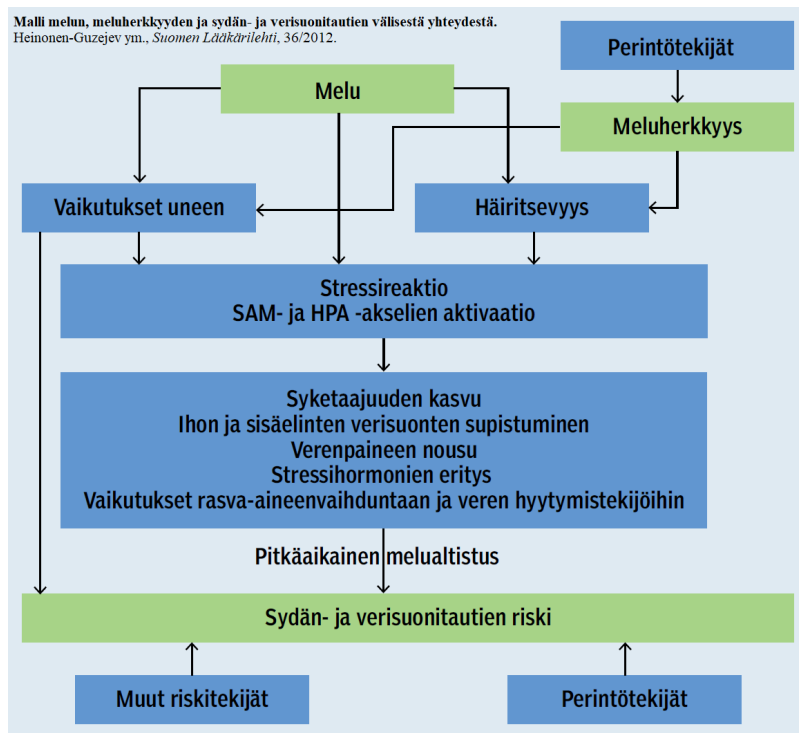 Malli melun, meluherkkyyden ja sydän- ja verisuonitautien välisestä yhteydestä.
Heinonen-Guzejev ym., Suomen Lääkärilehti, 36/2012.
Perintötekijät
Melu
Meluherkkyys
Vaikutukset uneen
Häiritsevyys
Stressireaktio
SAM- ja HPA -akselien aktivaatio
Syketaajuuden kasvu
Ihon ja sisäelinten verisuonten supistuminen
Verenpaineen nousu
Stressihormonien eritys
Vaikutukset rasva-aineenvaihduntaan ja veren hyytymistekijöihin
Pitkäaikainen melualtistus
Sydän- ja verisuonitautien riski
Muut riskitekijät
Perintötekijät